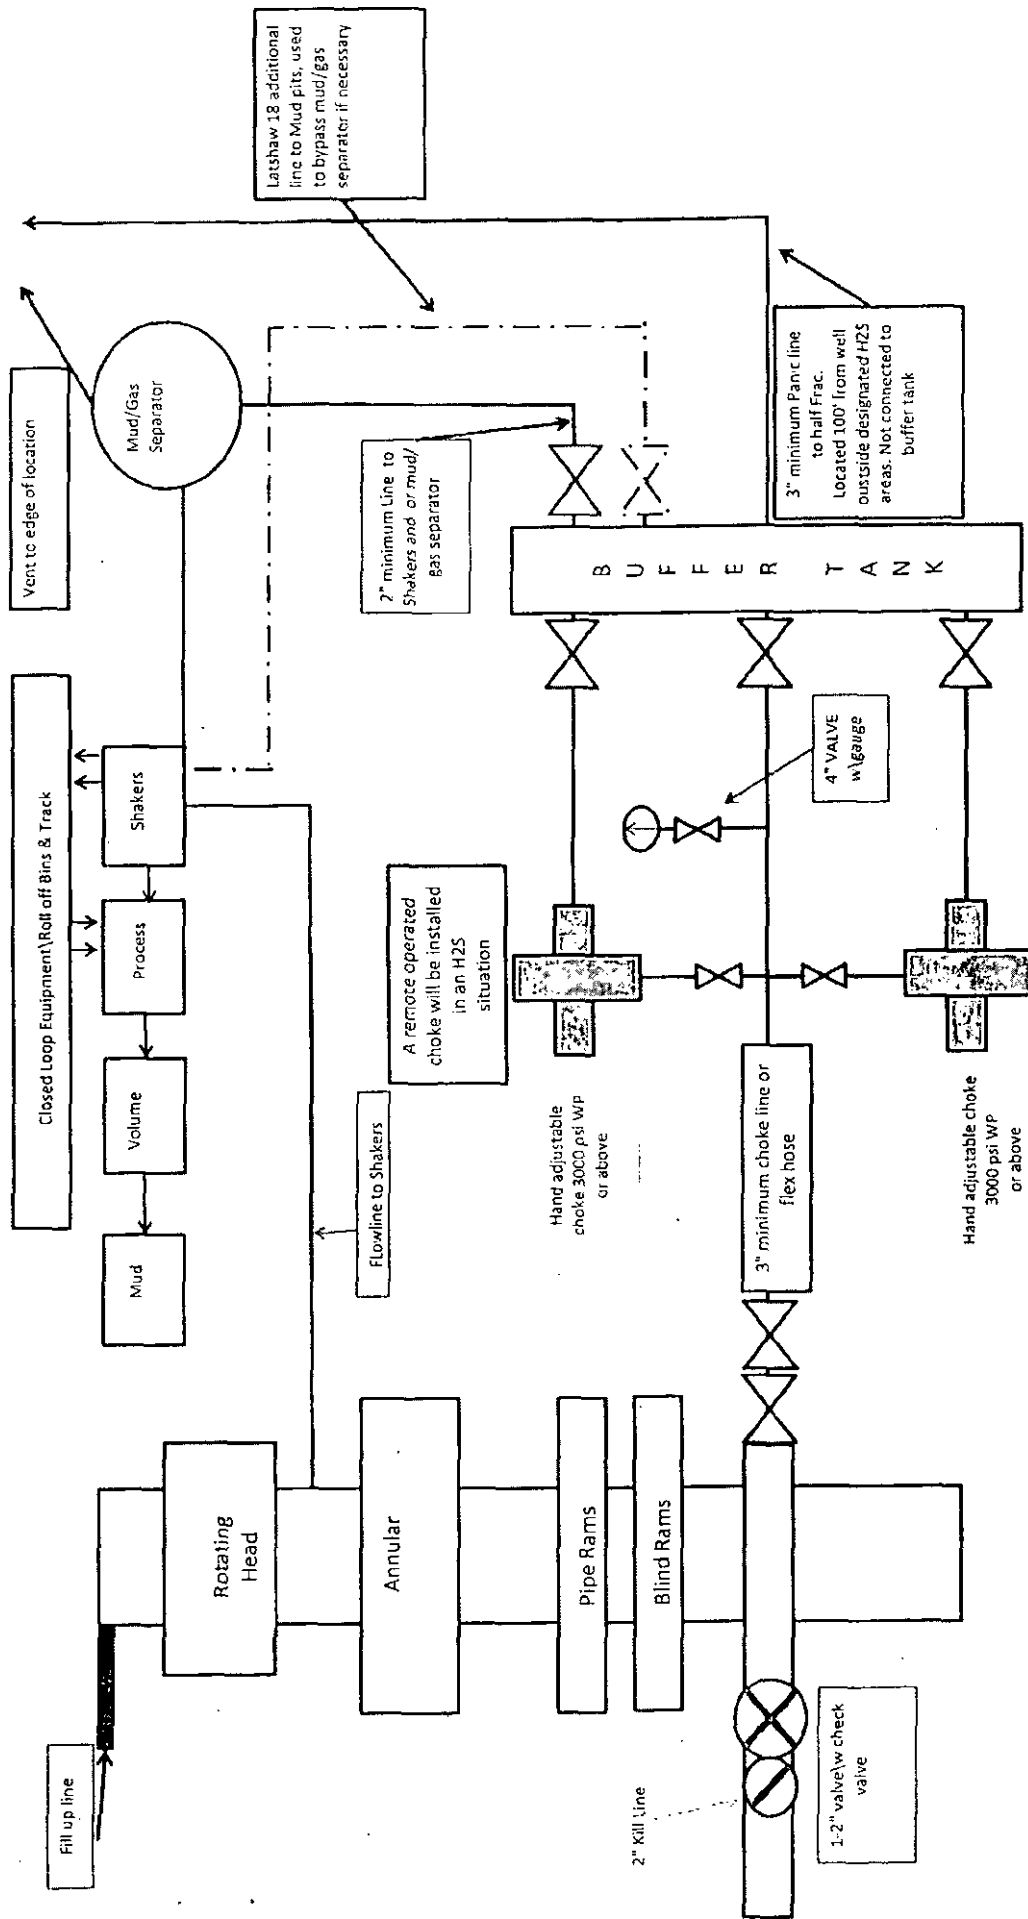 Fill up line
Rotating
Head
Annular
Pipe Rams
Blind Rams
2" Kill Line
1-2" valve\w check
valve
Closed Loop Equipment\Roll off Bins & Track
Mud
Volume
Process
Shakers
FLowline to Shakers
Vent to edge of location
Mud/Gas
Separator
Latshaw 18 additional
line to Mud pits, used
to bypass mud/gas
separator if necessary
2" minimum Line to
Shakers and or mud/
gas separator
A remote operated
choke will be installed
in an H2S
situation
Hand adjustable
choke 3000 psi WP
or above
3" minimum choke line or
flex hose
4" VALVE
w\gauge
Hand adjustable choke
3000 psi WP
or above
BUFFER TANK
3" minimum Panic line
to half Frac.
Located 100' from well
oustside designated H2S
areas. Not connected to
buffer tank